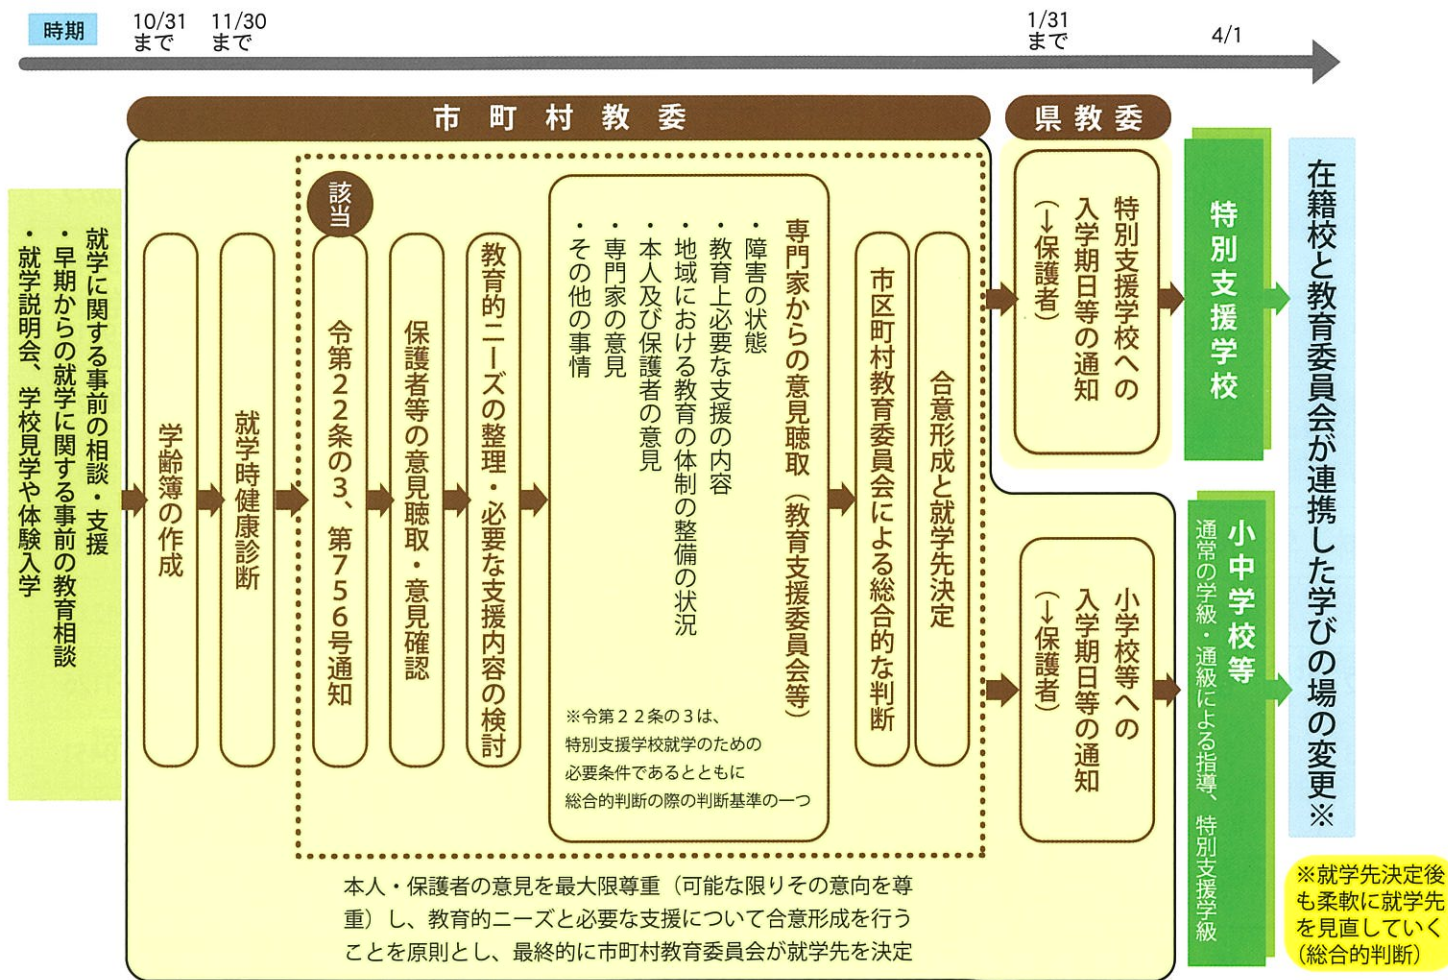 時期
10/31
まで
11/30
まで
1/31
まで
4/1
市町村教委
県教委
就学に関する事前の相談・支援
・早期からの就学に関する事前の教育相談
・就学説明会、学校見学や体験入学
学齢簿の作成
就学時健康診断
該当
令第22条の3、第756号通知
保護者等の意見聴取・意見確認
教育的ニーズの整理・必要な支援内容の検討
専門家からの意見聴取（教育支援委員会等）
・障害の状態
・教育上必要な支援の内容
・地域における教育の体制の整備の状況
・本人及び保護者の意見
・専門家の意見
・その他の事情
※令第２２条の３は、
特別支援学校就学のための
必要条件であるとともに
総合的判断の際の判断基準の一つ
市区町村教育委員会による総合的な判断
合意形成と就学先決定
特別支援学校への
入学期日等の通知
（→保護者）
小学校等への
入学期日等の通知
（→保護者）
特別支援学校
小中学校等
通常の学級・通級による指導、特別支援学級
在籍校と教育委員会が連携した学びの場の変更※
※就学先決定後
も柔軟に就学先
を見直していく
（総合的判断）
本人・保護者の意見を最大限尊重（可能な限りその意向を尊
重）し、教育的ニーズと必要な支援について合意形成を行う
ことを原則とし、最終的に市町村教育委員会が就学先を決定